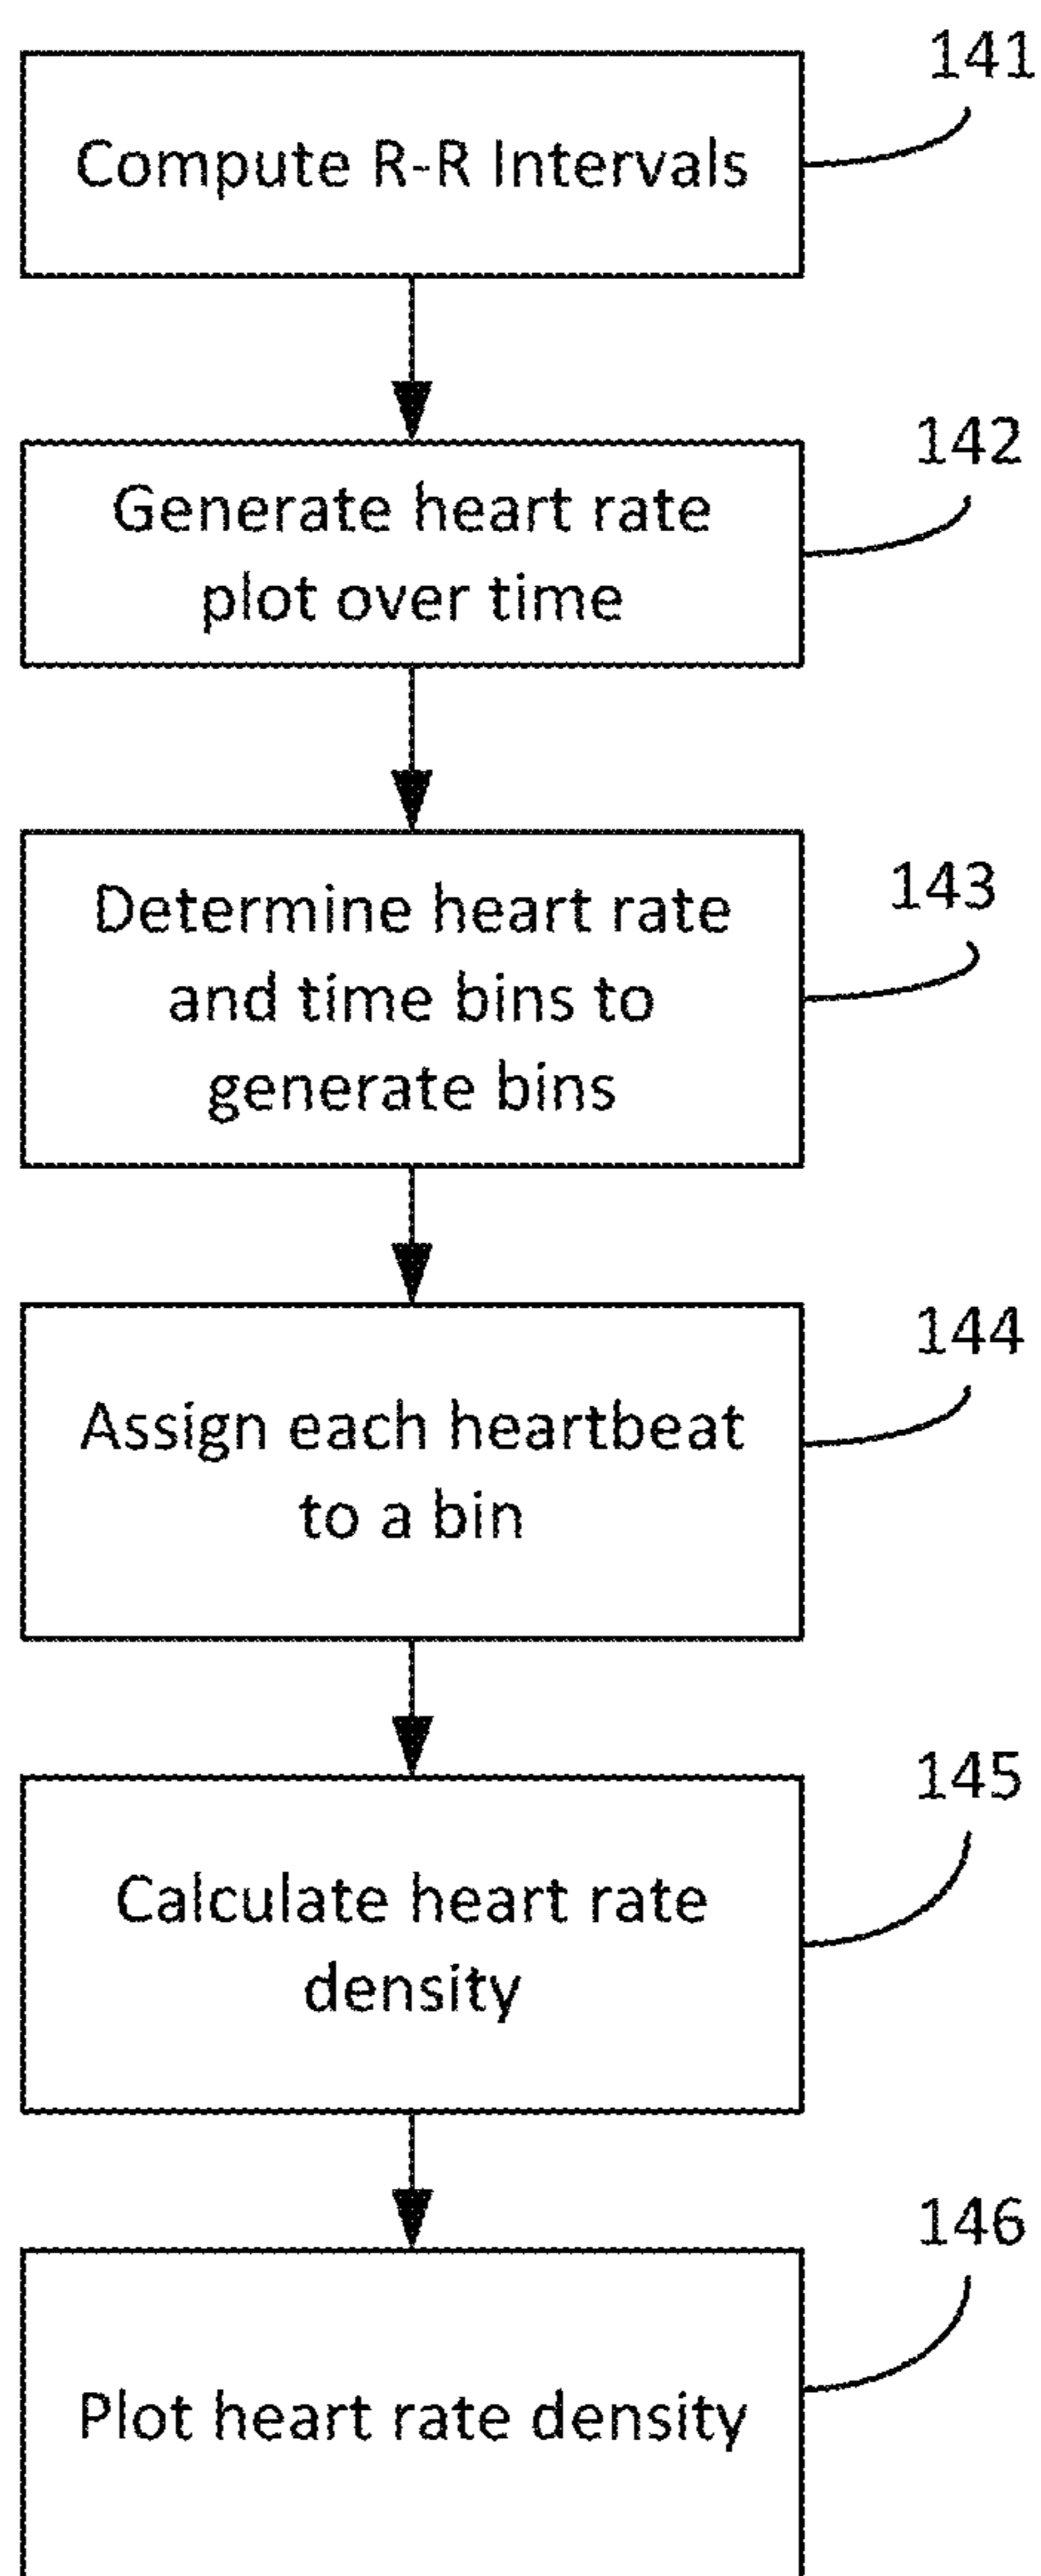 141
Compute R-R Intervals
142
Generate heart rate
plot over time
143
Determine heart rate
and time bins to
generate bins
144
Assign each heartbeat
to a bin
145
Calculate heart rate
density
146
Plot heart rate density